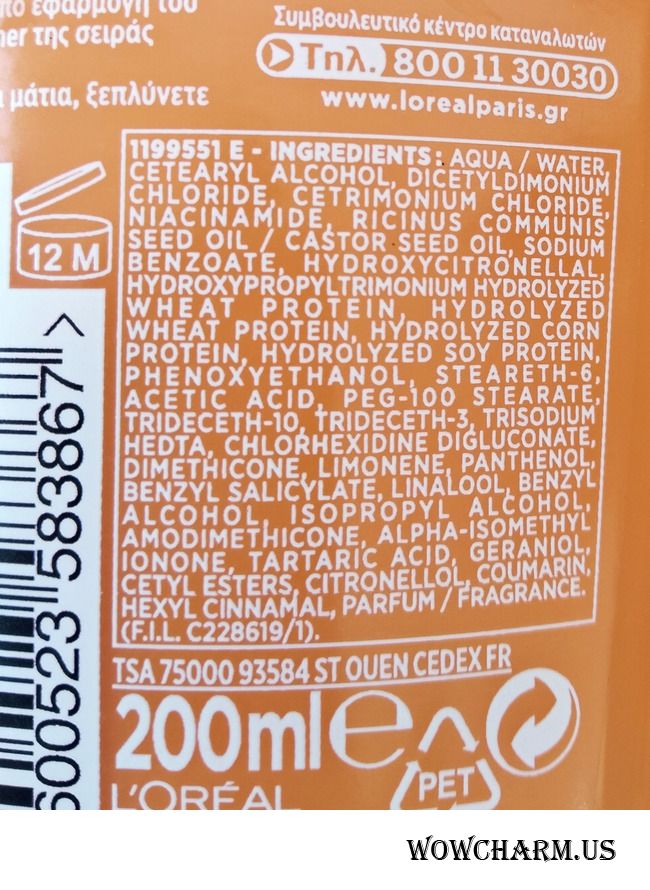 από εφαρμογή του
της σειράς
μάτια, ξεπλύνετε
Συμβουλευτικό κέντρο καταναλωτών
Τηλ. 800 11 30030
www.lorealparis.gr
12 M
1199551 E - INGREDIENTS: AQUA / WATER,
CETEARYL ALCOHOL, DICETYLDIMONIUM
CHLORIDE, CETRIMONIUM CHLORIDE,
NIACINAMIDE, RICINUS COMMUNIS
SEED OIL / CASTOR SEED OIL, SODIUM
BENZOATE, HYDROXYCITRONELLAL,
HYDROXYPROPYLTRIMONIUM HYDROLYZED
WHEAT PROTEIN, HYDROLYZED
WHEAT PROTEIN, HYDROLYZED CORN
PROTEIN, HYDROLYZED SOY PROTEIN,
PHENOXYETHANOL, STEARETH-6,
ACETIC ACID, PEG-100 STEARATE,
TRIDECETH-10, TRIDECETH-3, TRISODIUM
HEDTA, CHLORHEXIDINE DIGLUCONATE,
DIMETHICONE, LIMONENE, PANTHENOL,
BENZYL SALICYLATE, LINALOOL, BENZYL
ALCOHOL, ISOPROPYL ALCOHOL,
AMODIMETHICONE, ALPHA-ISOMETHYL
IONONE, TARTARIC ACID, GERANIOL,
CETYL ESTERS, CITRONELLOL, COUMARIN,
HEXYL CINNAMAL, PARFUM / FRAGRANCE.
(F.I.L. C228619/1).
600523 583867 >
TSA 75000 93584 ST OUEN CEDEX FR
200ml e
PET
L'ORÉAL
WOWCHARM.US